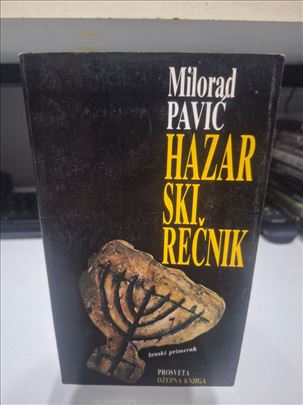 Milorad
PAVIĆ
HAZAR
SKI
REČNIK
ženski primerak
PROSVETA
DŽEPNA KNJIGA